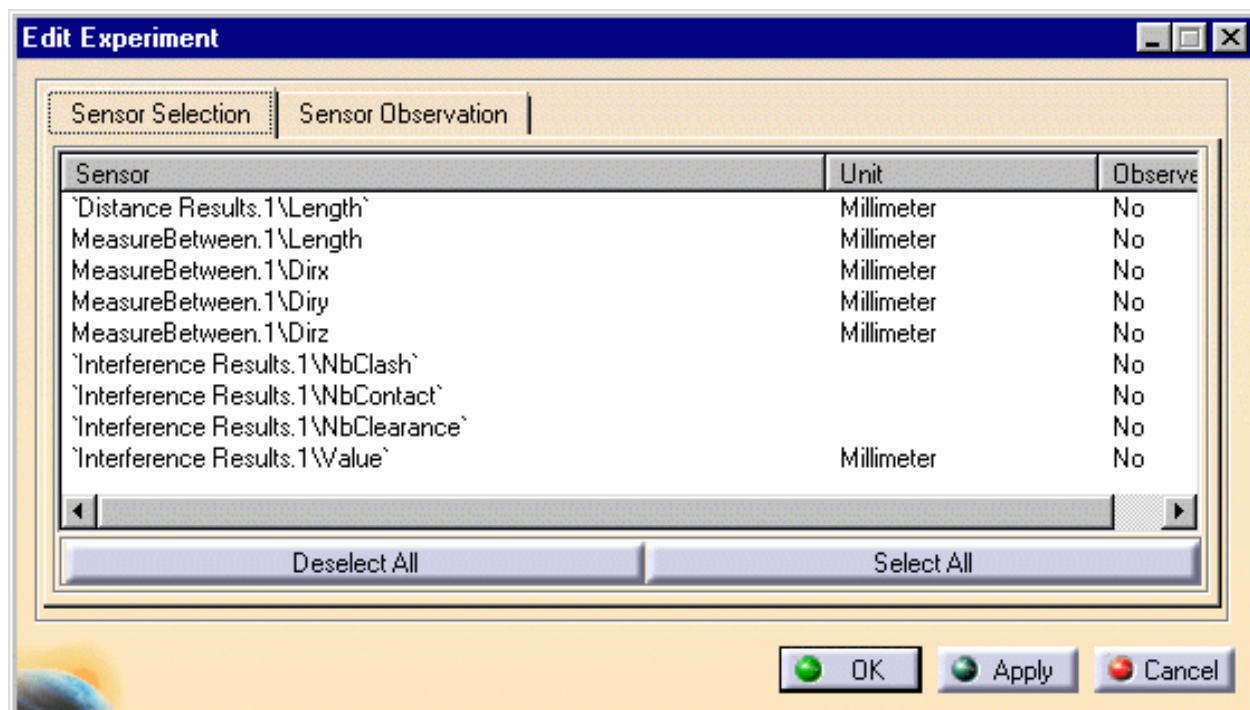 Edit Experiment
Sensor Selection Sensor Observation
Sensor Unit Observe
`Distance Results.1\Length` Millimeter No
MeasureBetween.1\Length Millimeter No
MeasureBetween.1\Dirx Millimeter No
MeasureBetween.1\Diry Millimeter No
MeasureBetween.1\Dirz Millimeter No
`Interference Results.1\NbClash` No
`Interference Results.1\NbContact` No
`Interference Results.1\NbClearance` No
`Interference Results.1\Value` Millimeter No
Deselect All Select All
OK Apply Cancel